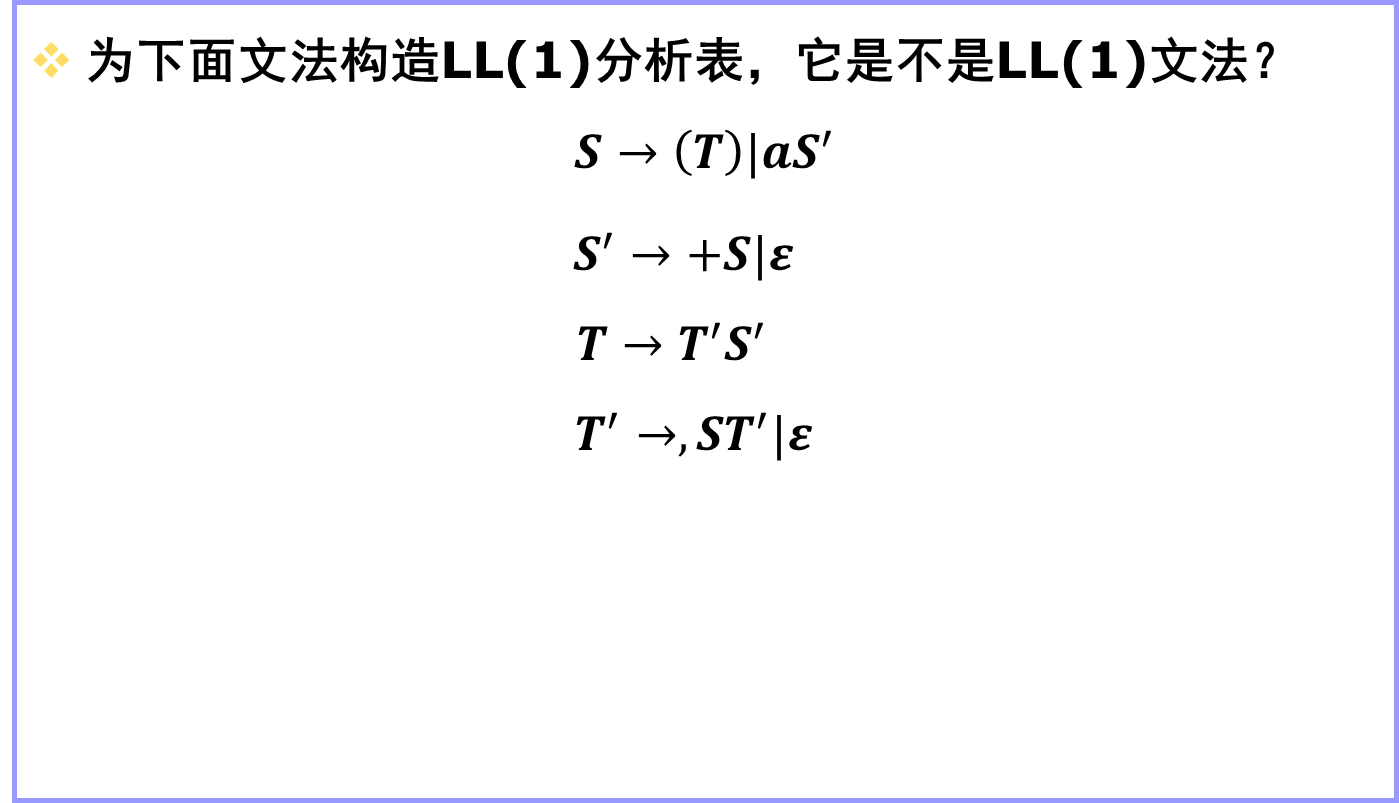 为下面文法构造LL(1)分析表，它是不是LL(1)文法？
S → (T)|aS′
S′ → +S|ε
T → T′S′
T′ →,ST′|ε